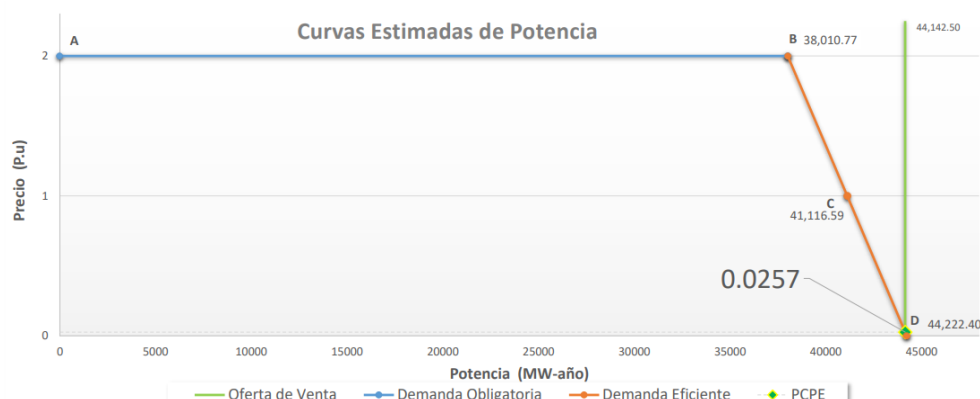 Curvas Estimadas de Potencia
44,142.50
A
B 38,010.77
2
Precio (P.u)
1
C
41,116.59
0.0257
D 44,222.40
0
0 5000 10000 15000 20000 25000 30000 35000 40000 45000
Potencia (MW-año)
Oferta de Venta Demanda Obligatoria Demanda Eficiente PCPE